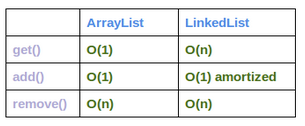 ArrayList LinkedList
get() O(1) O(n)
add() O(1) O(1) amortized
remove() O(n) O(n)